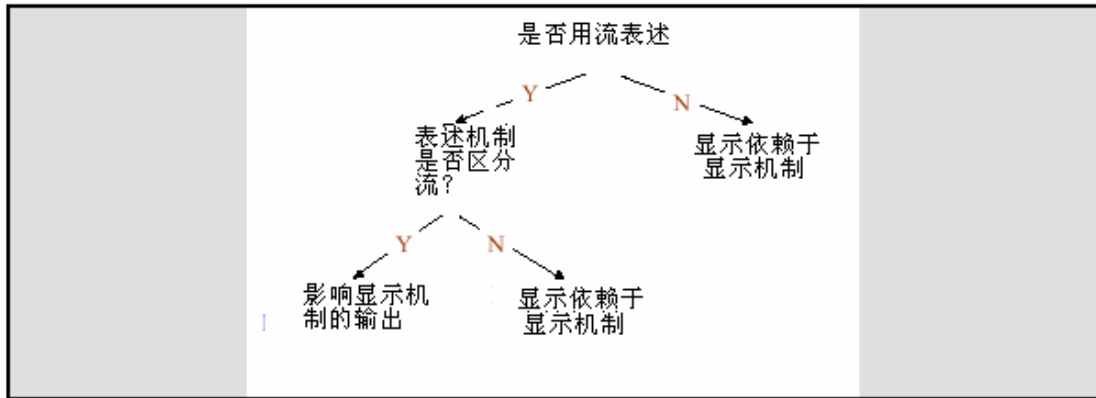 是否用流表述
Y
N
表述机制
是否区分
流?
显示依赖于
显示机制
Y
N
影响显示机
制的输出
显示依赖于
显示机制